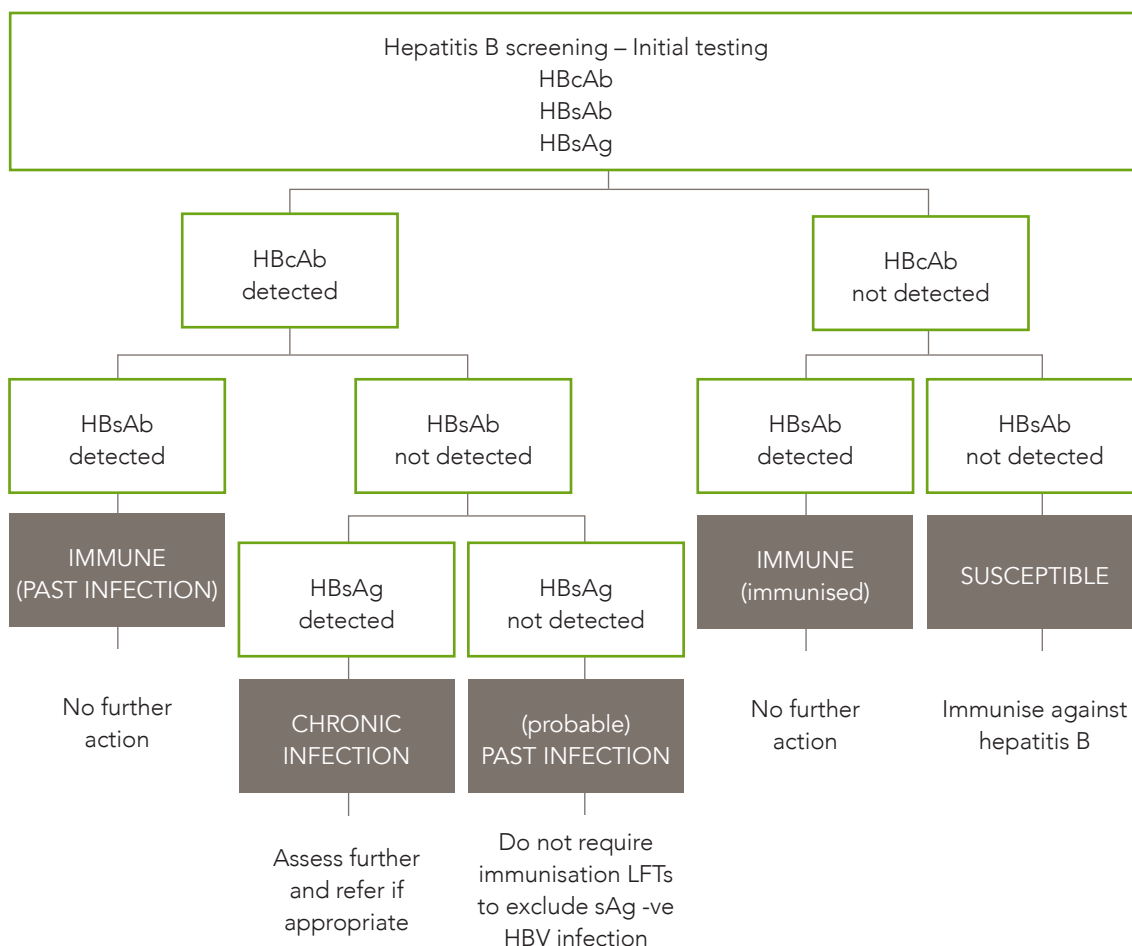 Hepatitis B screening – Initial testing
HBcAb
HBsAb
HBsAg
HBcAb
detected
HBcAb
not detected
HBsAb
detected
HBsAb
not detected
HBsAb
detected
HBsAb
not detected
IMMUNE
(PAST INFECTION)
HBsAg
detected
HBsAg
not detected
IMMUNE
(immunised)
SUSCEPTIBLE
No further
action
CHRONIC
INFECTION
(probable)
PAST INFECTION
No further
action
Immunise against
hepatitis B
Assess further
and refer if
appropriate
Do not require
immunisation LFTs
to exclude sAg -ve
HBV infection